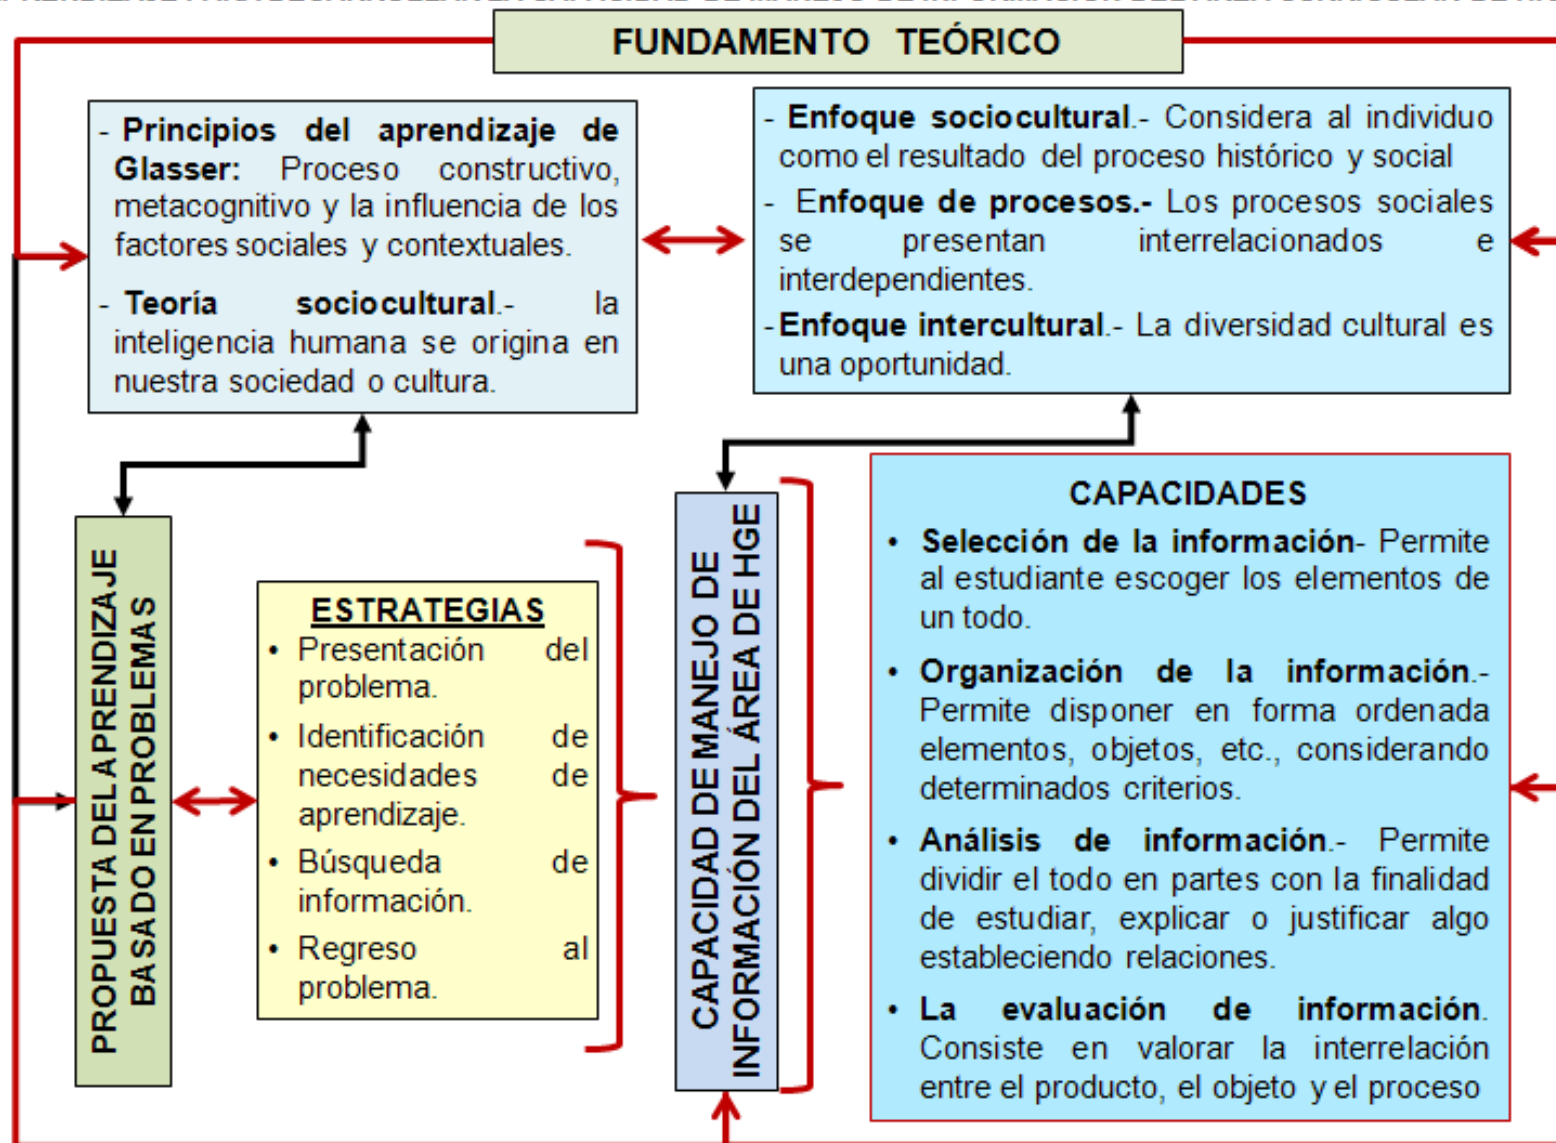 FUNDAMENTO TEÓRICO
- Principios del aprendizaje de
Glasser: Proceso constructivo,
metacognitivo y la influencia de los
factores sociales y contextuales.
- Teoría sociocultural.- la
inteligencia humana se origina en
nuestra sociedad o cultura.
- Enfoque sociocultural.- Considera al individuo
como el resultado del proceso histórico y social
- Enfoque de procesos.- Los procesos sociales
se presentan interrelacionados e
interdependientes.
- Enfoque intercultural.- La diversidad cultural es
una oportunidad.
PROPUESTA DEL APRENDIZAJE
BASADO EN PROBLEMAS
ESTRATEGIAS
• Presentación del
problema.
• Identificación de
necesidades de
aprendizaje.
• Búsqueda de
información.
• Regreso al
problema.
CAPACIDAD DE MANEJO DE
INFORMACIÓN DEL ÁREA DE HGE
CAPACIDADES
• Selección de la información- Permite
al estudiante escoger los elementos de
un todo.
• Organización de la información.-
Permite disponer en forma ordenada
elementos, objetos, etc., considerando
determinados criterios.
• Análisis de información.- Permite
dividir el todo en partes con la finalidad
de estudiar, explicar o justificar algo
estableciendo relaciones.
• La evaluación de información.
Consiste en valorar la interrelación
entre el producto, el objeto y el proceso